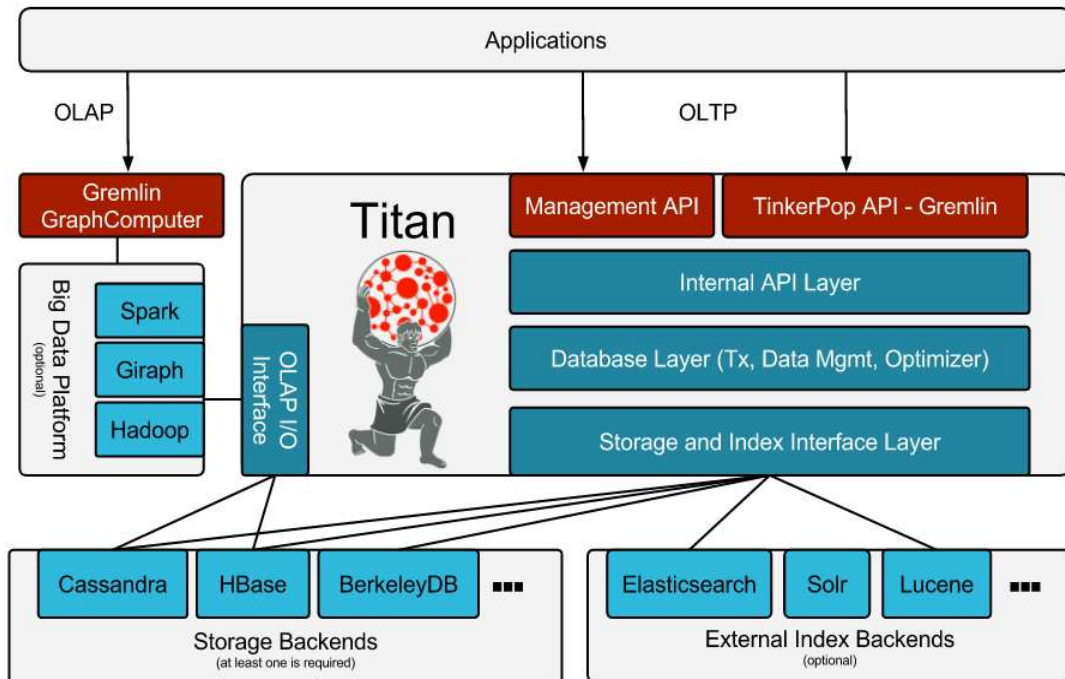 Applications
OLAP
OLTP
Gremlin
GraphComputer
Titan
Management API
TinkerPop API - Gremlin
Big Data Platform
(optional)
Spark
Giraph
Hadoop
OLAP I/O
Interface
Internal API Layer
Database Layer (Tx, Data Mgmt, Optimizer)
Storage and Index Interface Layer
Cassandra
HBase
BerkeleyDB
Storage Backends
(at least one is required)
Elasticsearch
Solr
Lucene
External Index Backends
(optional)